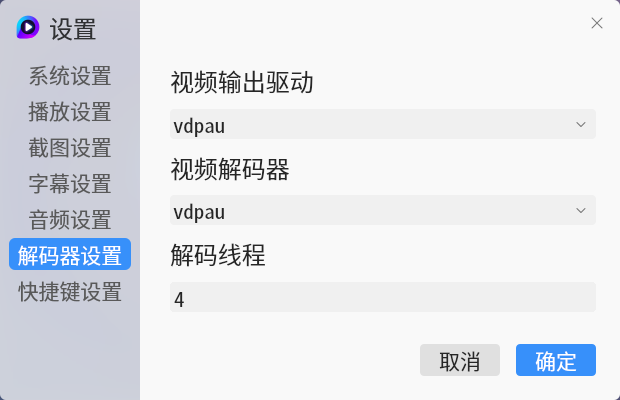 设置
系统设置
播放设置
截图设置
字幕设置
音频设置
解码器设置
快捷键设置
视频输出驱动
vdpau
视频解码器
vdpau
解码线程
4
取消
确定